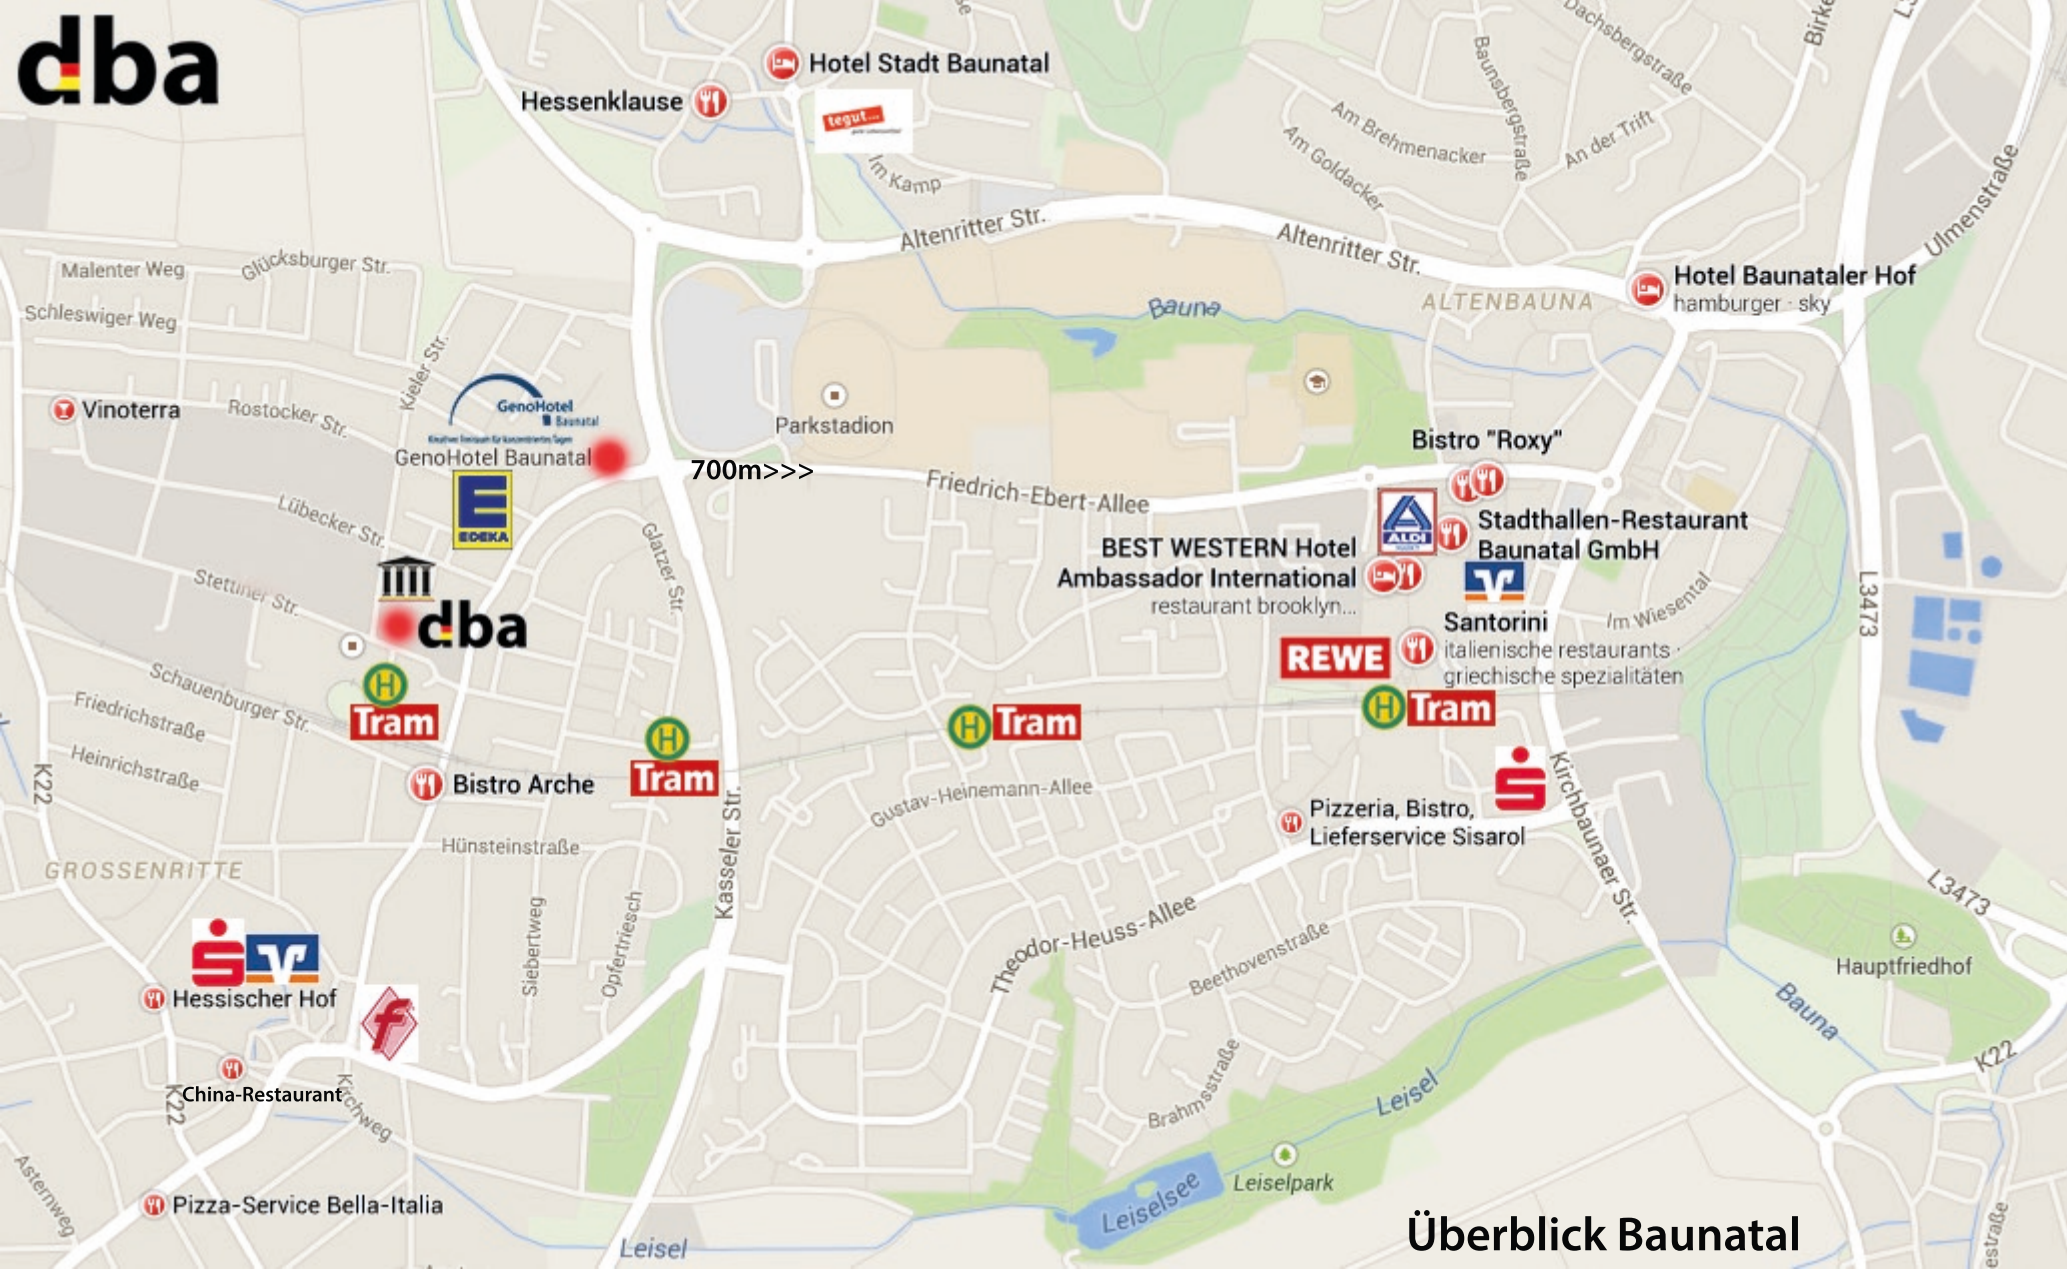 dba
Hotel Stadt Baunatal
Hessenklause
tegut...
Im Kamp
Altenritter Str.
Altenritter Str.
Dachsbergstraße
Baunsbergstraße
Am Brehmenacker
An der Trift
Am Goldacker
Birke
Ulmenstraße
Hotel Baunataler Hof
hamburger · sky
ALTENBAUNA
Bauna
Malenter Weg
Glücksburger Str.
Schleswiger Weg
Kieler Str.
Vinoterra
Rostocker Str.
GenoHotel
Baunatal
GenoHotel Baunatal
E
EDEKA
Parkstadion
700m>>>
Friedrich-Ebert-Allee
Bistro "Roxy"
ALDI
MARKT
Stadthallen-Restaurant
Baunatal GmbH
BEST WESTERN Hotel
Ambassador International
restaurant brooklyn...
Lübecker Str.
Glatzer Str.
Stettiner Str.
dba
L3473
Im Wiesental
Santorini
italienische restaurants ·
griechische spezialitäten
REWE
H
Tram
H
Tram
H
Tram
H
Tram
Schauenburger Str.
Friedrichstraße
Heinrichstraße
K22
Bistro Arche
Kasseler Str.
Gustav-Heinemann-Allee
Pizzeria, Bistro,
Lieferservice Sisarol
Kirchbaunaer Str.
Hünsteinstraße
GROSSENRITTE
Siebertweg
Opfertriesch
Theodor-Heuss-Allee
Beethovenstraße
L3473
Hauptfriedhof
Bauna
K22
Hessischer Hof
f
China-Restaurant
K22
Kirchweg
Asternweg
Pizza-Service Bella-Italia
Brahmsstraße
Leisel
Leiselpark
Leiselsee
Leisel
estraße
Überblick Baunatal